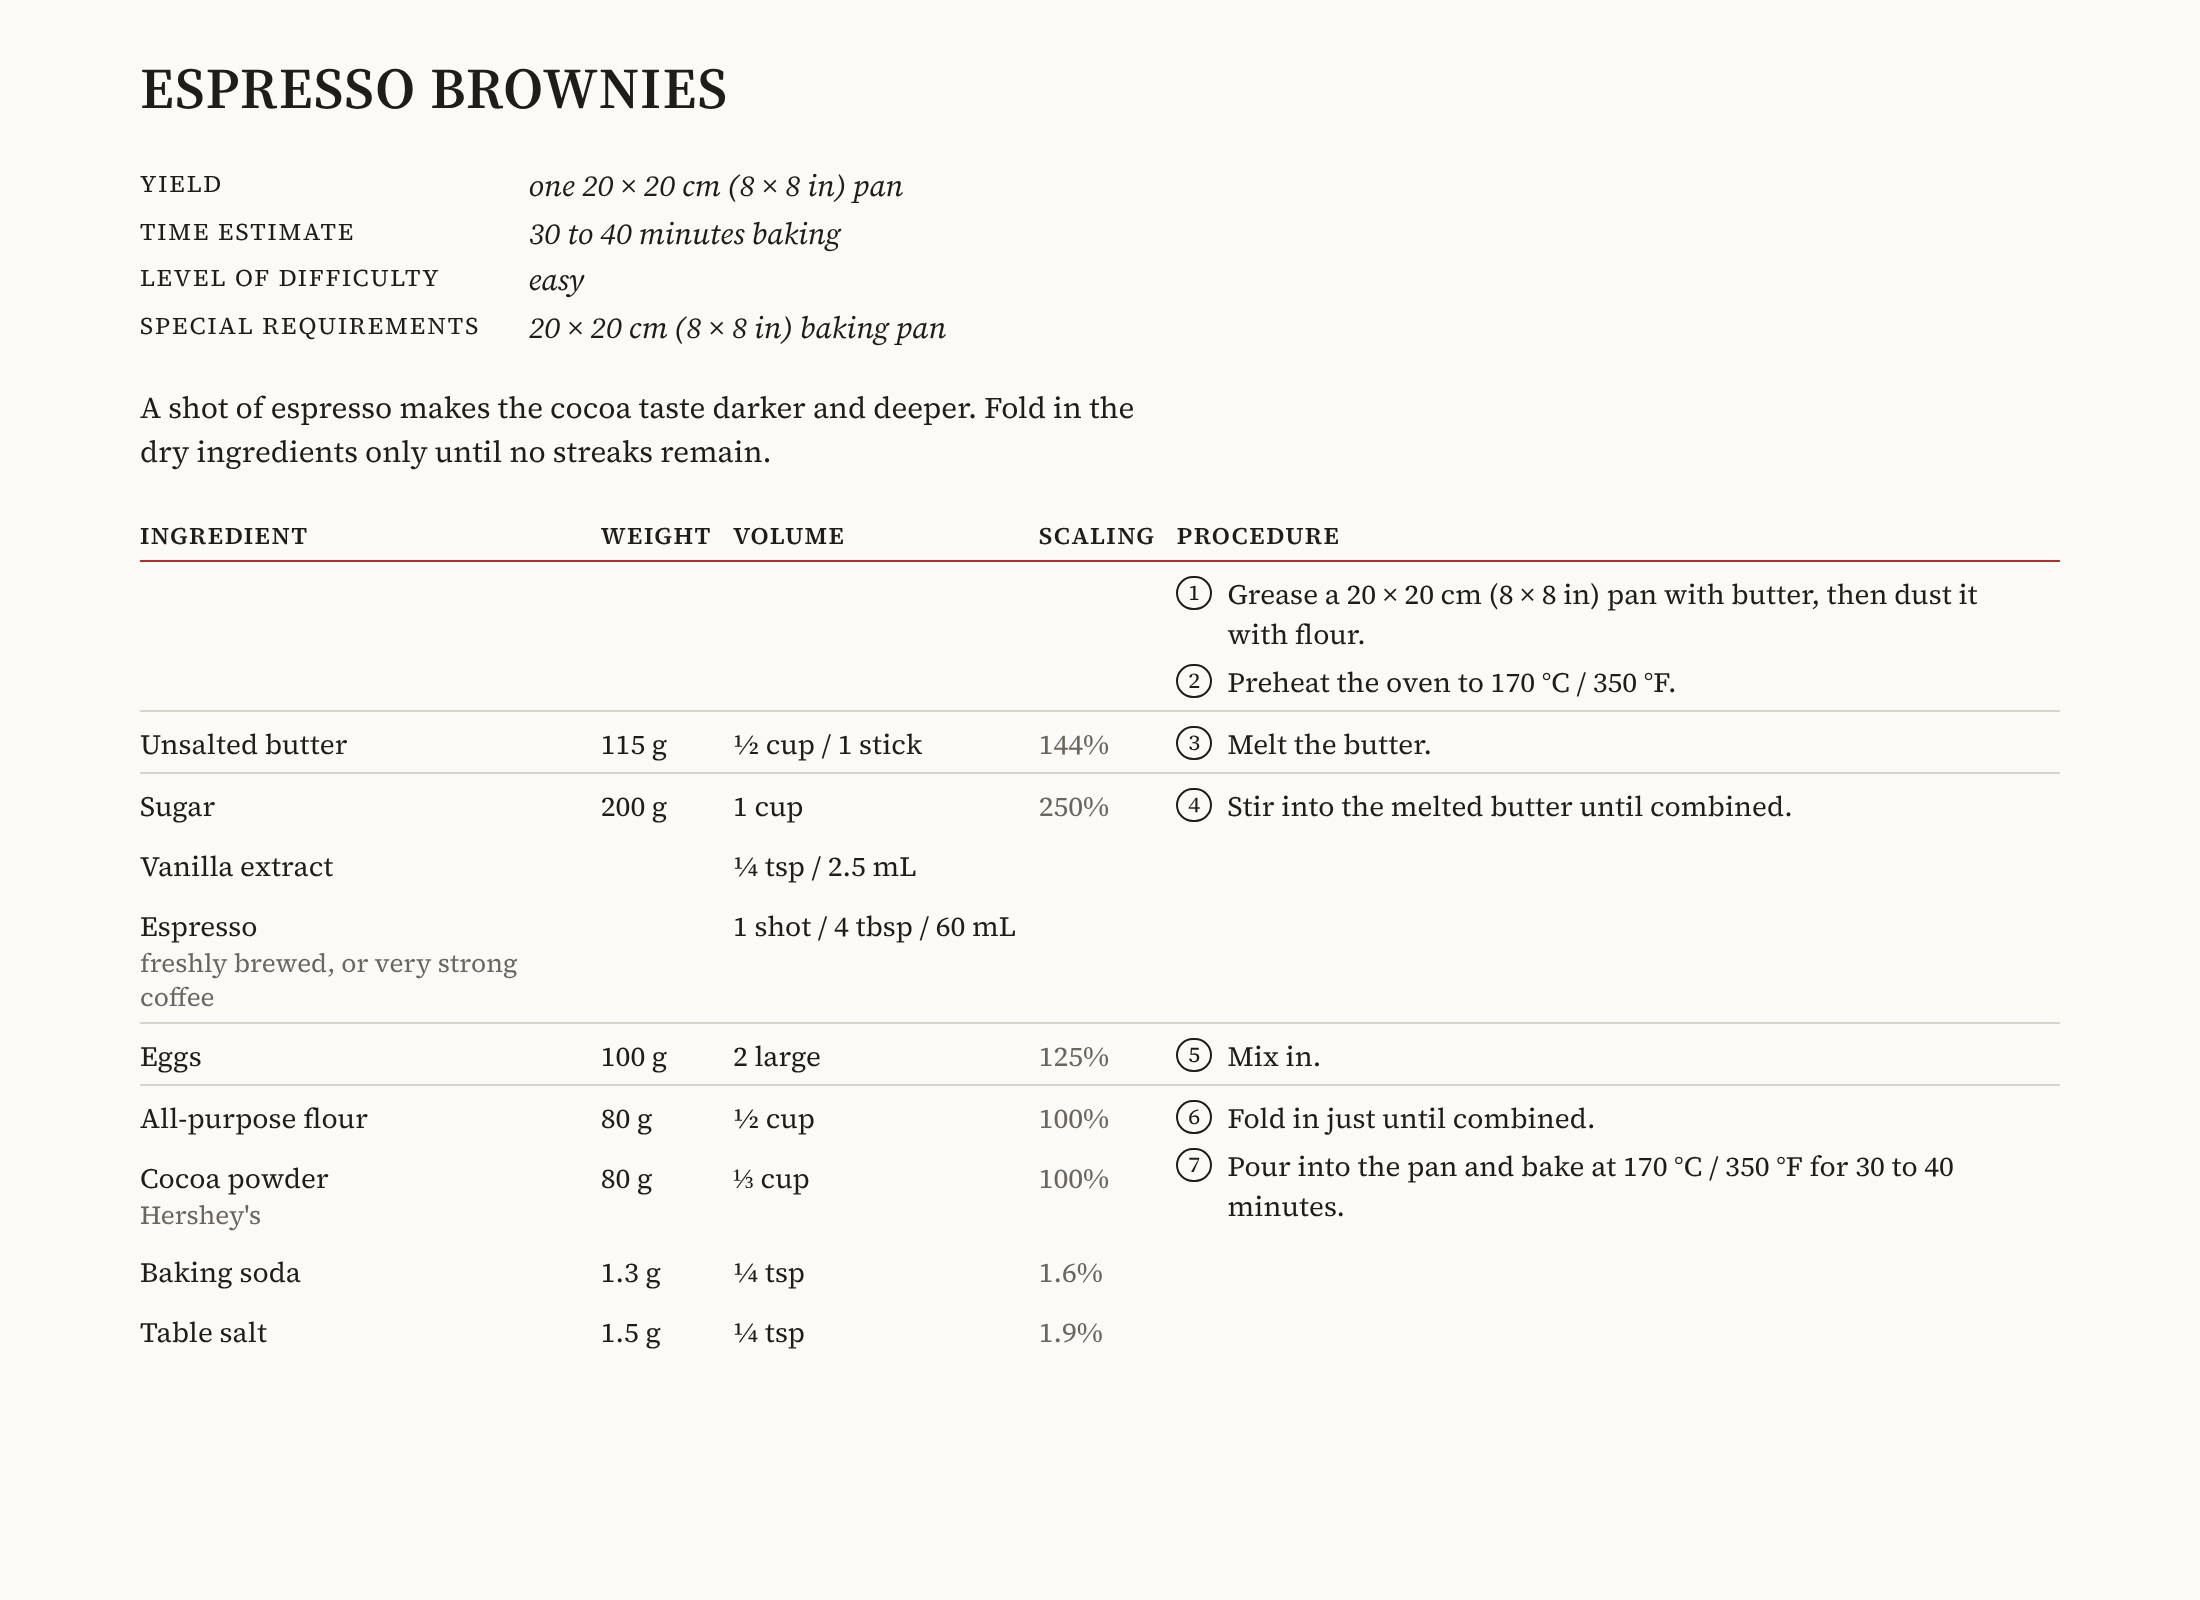 ESPRESSO BROWNIES
YIELD one 20 × 20 cm (8 × 8 in) pan
TIME ESTIMATE 30 to 40 minutes baking
LEVEL OF DIFFICULTY easy
SPECIAL REQUIREMENTS 20 × 20 cm (8 × 8 in) baking pan
A shot of espresso makes the cocoa taste darker and deeper. Fold in the
dry ingredients only until no streaks remain.
INGREDIENT WEIGHT VOLUME SCALING PROCEDURE
1 Grease a 20 × 20 cm (8 × 8 in) pan with butter, then dust it
with flour.
2 Preheat the oven to 170 °C / 350 °F.
Unsalted butter 115 g ½ cup / 1 stick 144% 3 Melt the butter.
Sugar 200 g 1 cup 250% 4 Stir into the melted butter until combined.
Vanilla extract ¼ tsp / 2.5 mL
Espresso 1 shot / 4 tbsp / 60 mL
freshly brewed, or very strong
coffee
Eggs 100 g 2 large 125% 5 Mix in.
All-purpose flour 80 g ½ cup 100% 6 Fold in just until combined.
Cocoa powder 80 g ⅓ cup 100% 7 Pour into the pan and bake at 170 °C / 350 °F for 30 to 40
Hershey's minutes.
Baking soda 1.3 g ¼ tsp 1.6%
Table salt 1.5 g ¼ tsp 1.9%